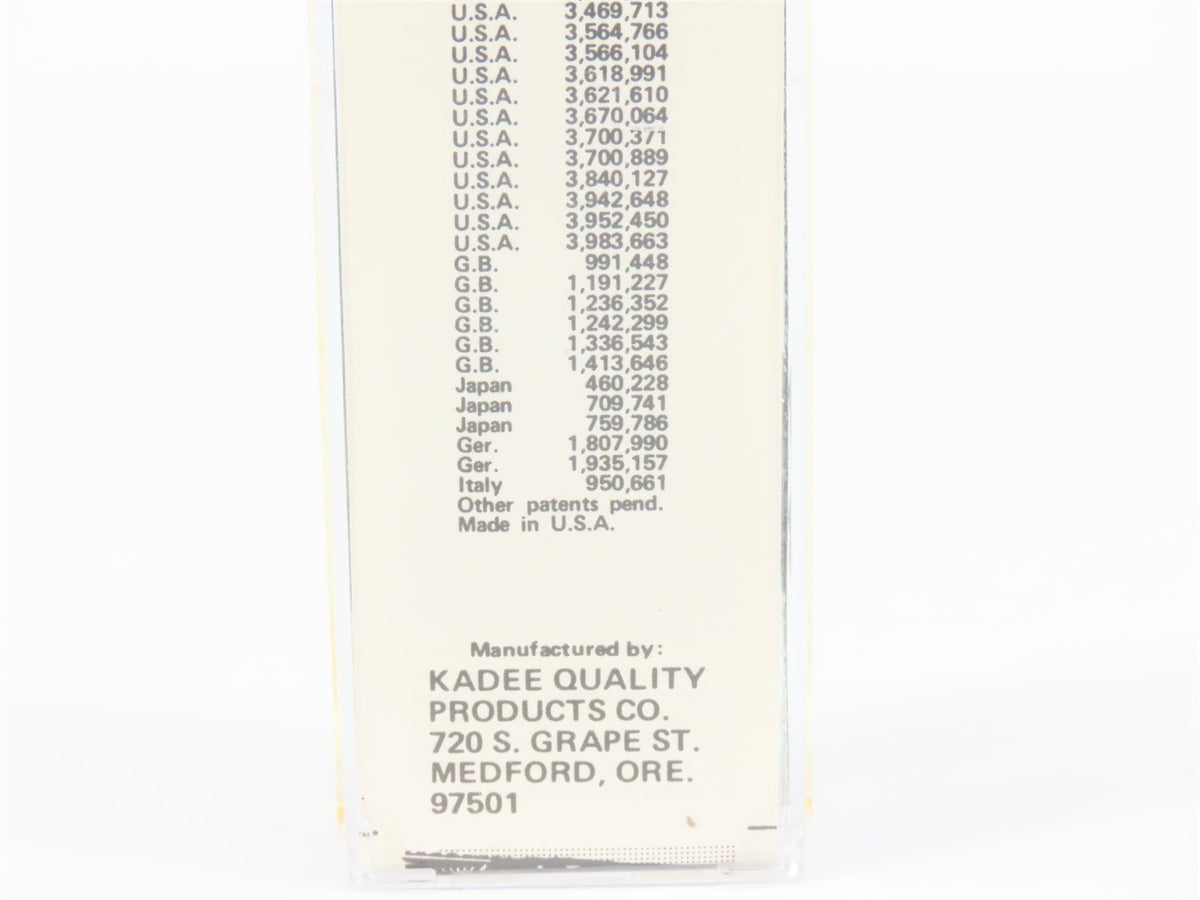 U.S.A. 3,469,713
U.S.A. 3,564,766
U.S.A. 3,566,104
U.S.A. 3,618,991
U.S.A. 3,621,610
U.S.A. 3,670,064
U.S.A. 3,700,371
U.S.A. 3,700,889
U.S.A. 3,840,127
U.S.A. 3,942,648
U.S.A. 3,952,450
U.S.A. 3,983,663
G.B. 991,448
G.B. 1,191,227
G.B. 1,236,352
G.B. 1,242,299
G.B. 1,336,543
G.B. 1,413,646
Japan 460,228
Japan 709,741
Japan 759,786
Ger. 1,807,990
Ger. 1,935,157
Italy 950,661
Other patents pend.
Made in U.S.A.
Manufactured by:
KADEE QUALITY
PRODUCTS CO.
720 S. GRAPE ST.
MEDFORD, ORE.
97501